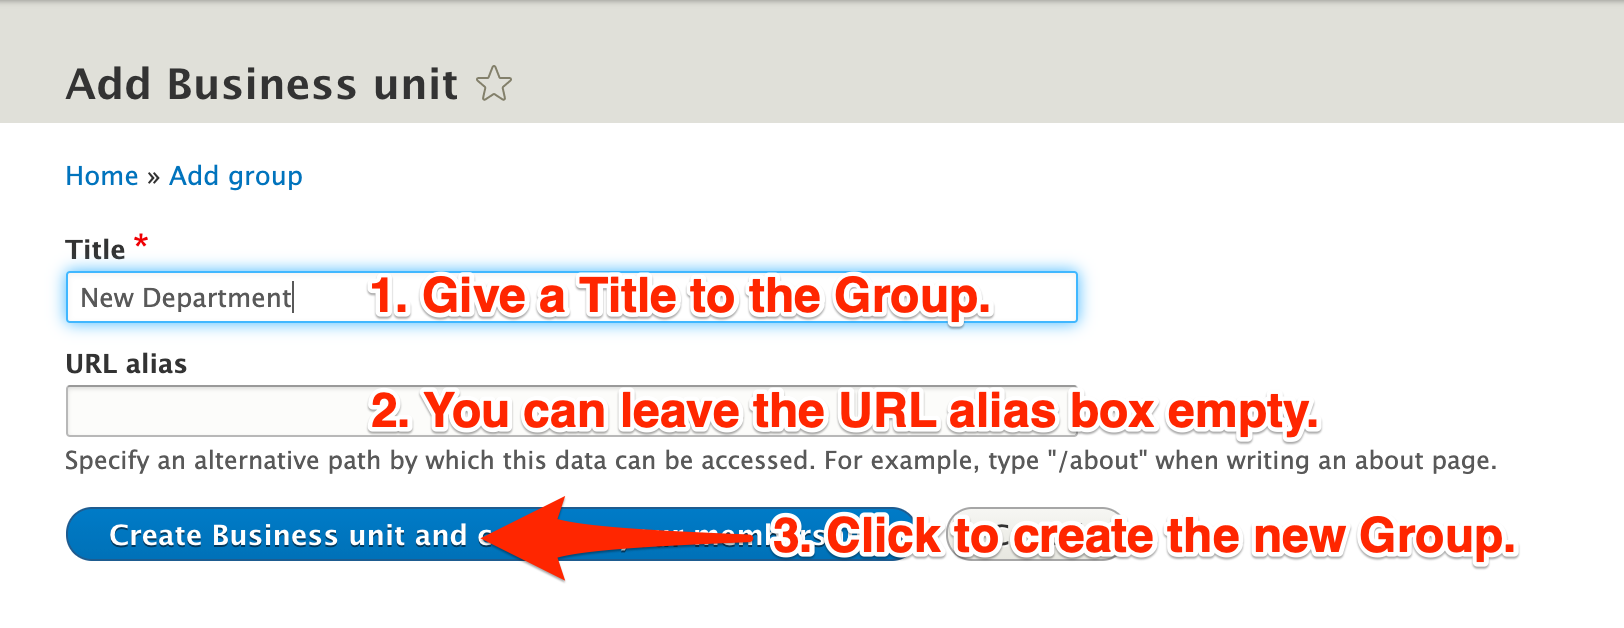 Add Business unit
Home » Add group
Title *
New Department 1. Give a Title to the Group.
URL alias
2. You can leave the URL alias box empty.
Specify an alternative path by which this data can be accessed. For example, type "/about" when writing an about page.
Create Business unit and 3. Click to create the new Group.